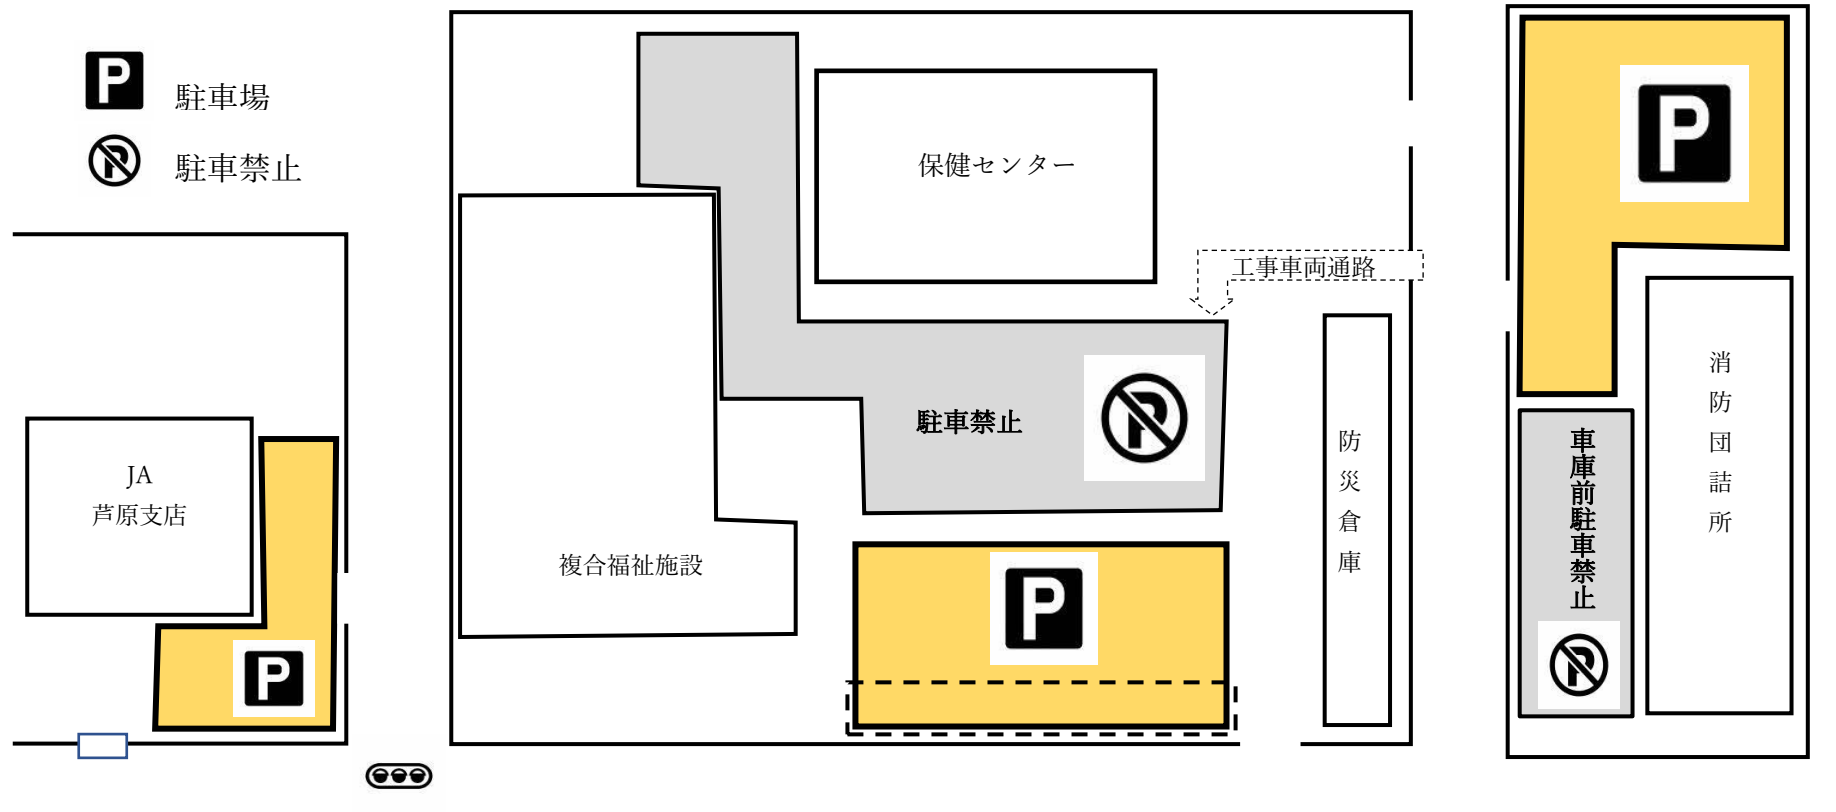 P 駐車場
P 駐車禁止
保健センター
工事車両通路
駐車禁止
P
複合福祉施設
P
防災倉庫
JA
芦原支店
P
P
消防団詰所
車庫前駐車禁止
P